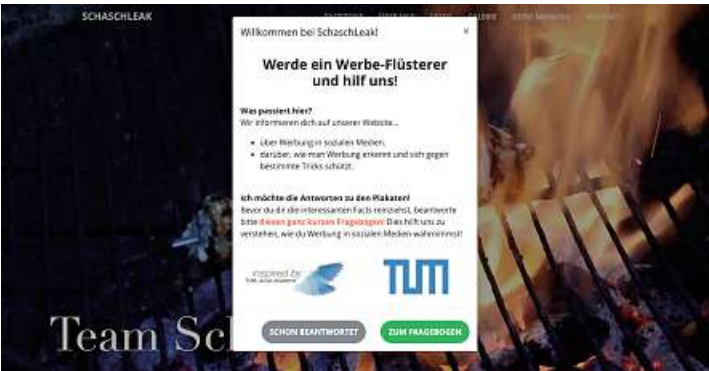 SCHASCHLEAK
Willkommen bei SchaschLeak!
×
Werde ein Werbe-Flüsterer
und hilf uns!
Was passiert hier?
Wir informieren dich auf unserer Website...
über Werbung in sozialen Medien.
darüber, wie man Werbung erkennt und sich gegen
bestimmte Tricks schützt.
Ich möchte die Antworten zu den Plakaten!
Bevor du dir die interessanten Facts reinziehst, beantworte
bitte diesen ganz kurzen Fragebogen! Dies hilft uns zu
verstehen, wie du Werbung in sozialen Medien wahrnimmst!
inspired by
TUM
Team Sc
SCHON BEANTWORTET
ZUM FRAGEBOGEN